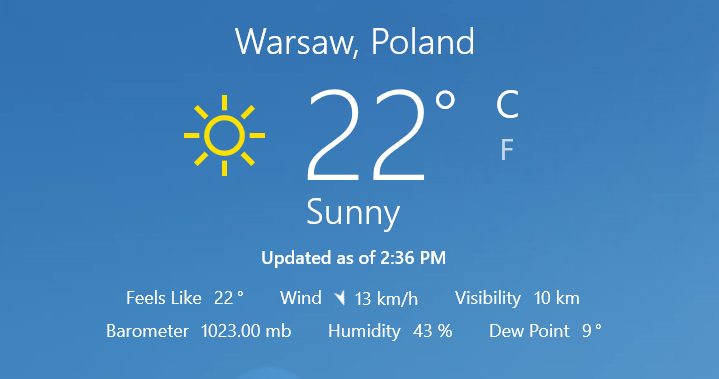 Warsaw, Poland
22° C
F
Sunny
Updated as of 2:36 PM
Feels Like 22° Wind 13 km/h Visibility 10 km
Barometer 1023.00 mb Humidity 43 % Dew Point 9°